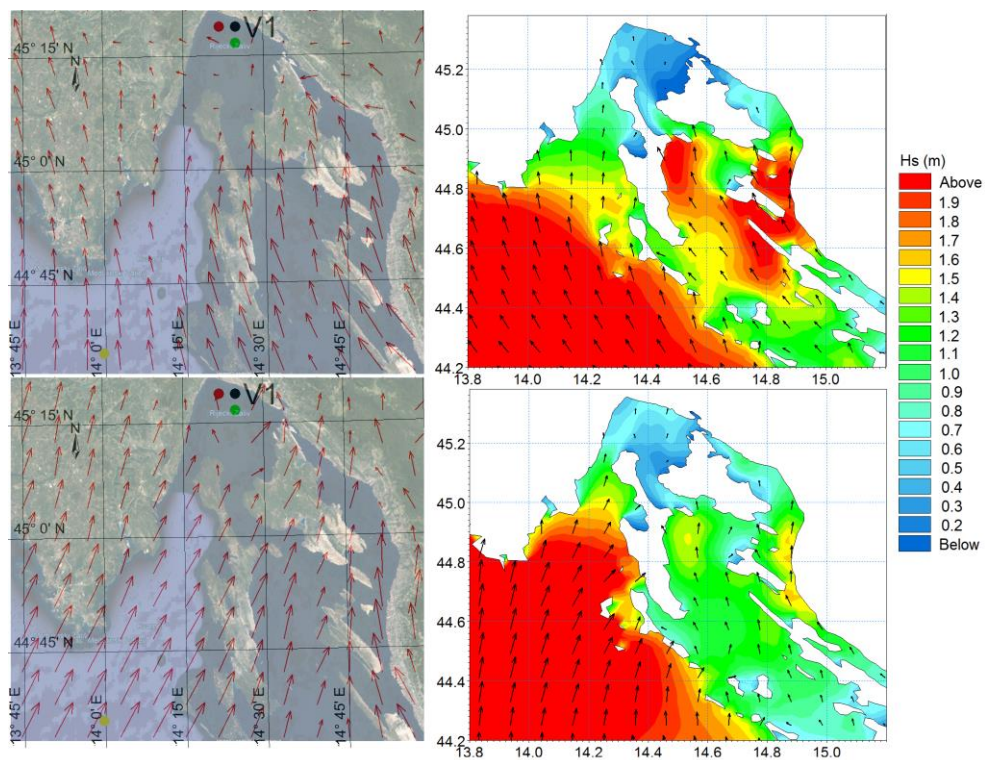 V1
45° 15' N
N
45° 0' N
44° 45' N
13° 45' E
14° 0' E
14° 15' E
14° 30' E
14° 45' E
45.2
45.0
44.8
44.6
44.4
44.2
13.8 14.0 14.2 14.4 14.6 14.8 15.0
Hs (m)
Above
1.9
1.8
1.7
1.6
1.5
1.4
1.3
1.2
1.1
1.0
0.9
0.8
0.7
0.6
0.5
0.4
0.3
0.2
Below
V1
45° 15' N
N
45° 0' N
44° 45' N
13° 45' E
14° 0' E
14° 15' E
14° 30' E
14° 45' E
45.2
45.0
44.8
44.6
44.4
44.2
13.8 14.0 14.2 14.4 14.6 14.8 15.0